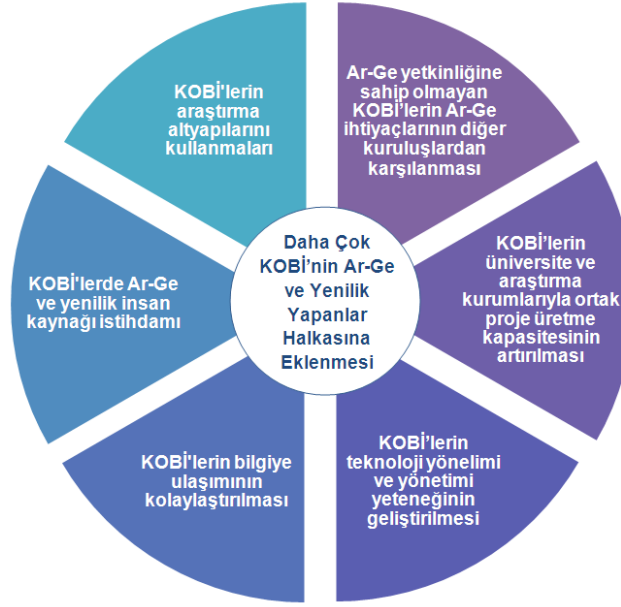 KOBİ'lerin
araştırma
altyapılarını
kullanmaları
Ar-Ge yetkinliğine
sahip olmayan
KOBİ’lerin Ar-Ge
ihtiyaçlarının diğer
kuruluşlardan
karşılanması
KOBİ’lerin
üniversite ve
araştırma
kurumlarıyla ortak
proje üretme
kapasitesinin
artırılması
KOBİ’lerin
teknoloji yönelimi
ve yönetimi
yeteneğinin
geliştirilmesi
KOBİ'lerin bilgiye
ulaşımının
kolaylaştırılması
KOBİ'lerde Ar-Ge
ve yenilik insan
kaynağı istihdamı
Daha Çok
KOBİ’nin Ar-Ge
ve Yenilik
Yapanlar
Halkasına
Eklenmesi